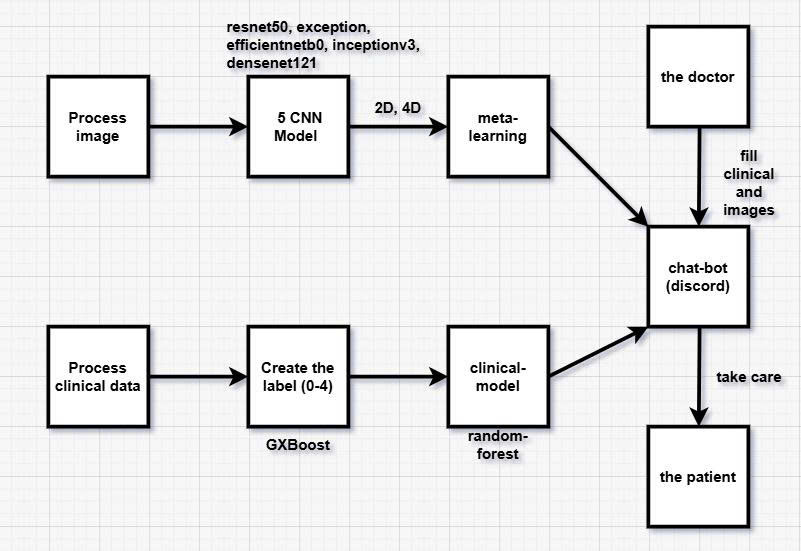 resnet50, exception,
efficientnetb0, inceptionv3,
densenet121
Process
image
5 CNN
Model
2D, 4D
meta-
learning
the doctor
fill
clinical
and
images
chat-bot
(discord)
Process
clinical data
Create the
label (0-4)
GXBoost
clinical-
model
random-
forest
take care
the patient